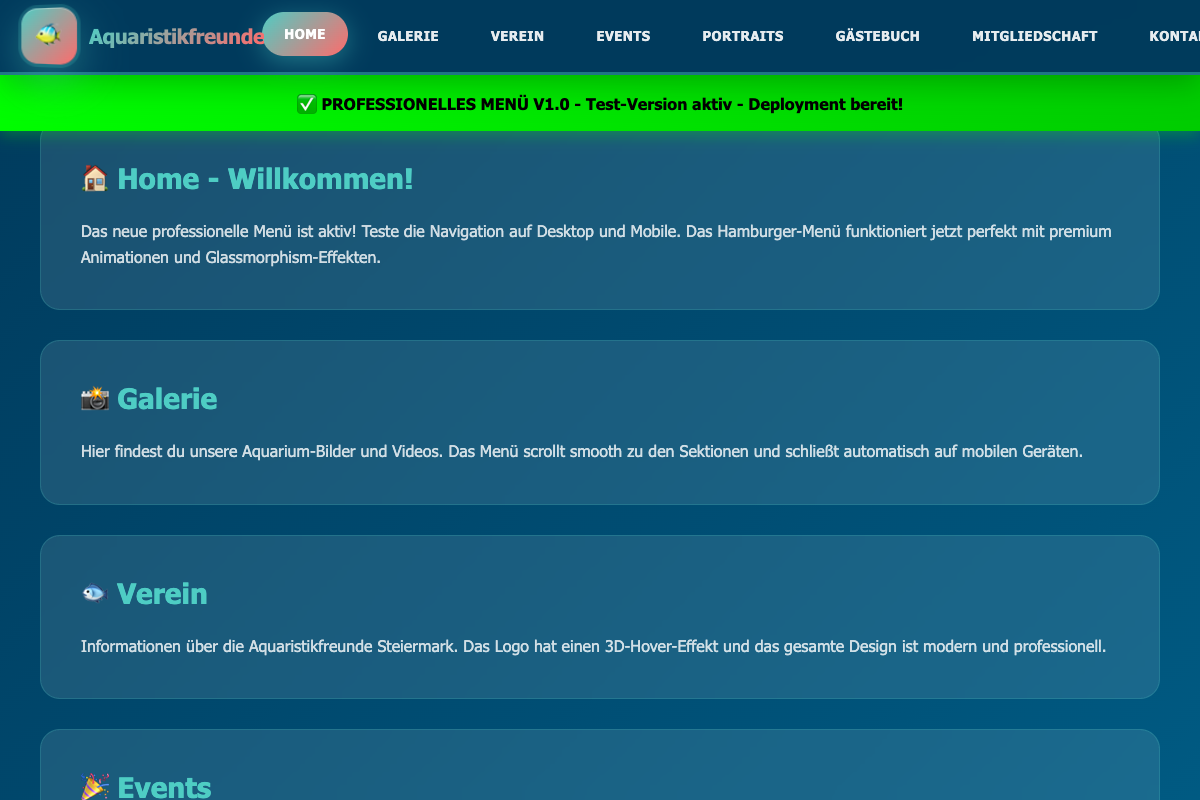 Aquaristikfreunde
HOME
GALERIE
VEREIN
EVENTS
PORTRAITS
GÄSTEBUCH
MITGLIEDSCHAFT
KONTA
✅ PROFESSIONELLES MENÜ V1.0 - Test-Version aktiv - Deployment bereit!
🏠 Home - Willkommen!
Das neue professionelle Menü ist aktiv! Teste die Navigation auf Desktop und Mobile. Das Hamburger-Menü funktioniert jetzt perfekt mit premium
Animationen und Glassmorphism-Effekten.
📸 Galerie
Hier findest du unsere Aquarium-Bilder und Videos. Das Menü scrollt smooth zu den Sektionen und schließt automatisch auf mobilen Geräten.
🐟 Verein
Informationen über die Aquaristikfreunde Steiermark. Das Logo hat einen 3D-Hover-Effekt und das gesamte Design ist modern und professionell.
🎉 Events